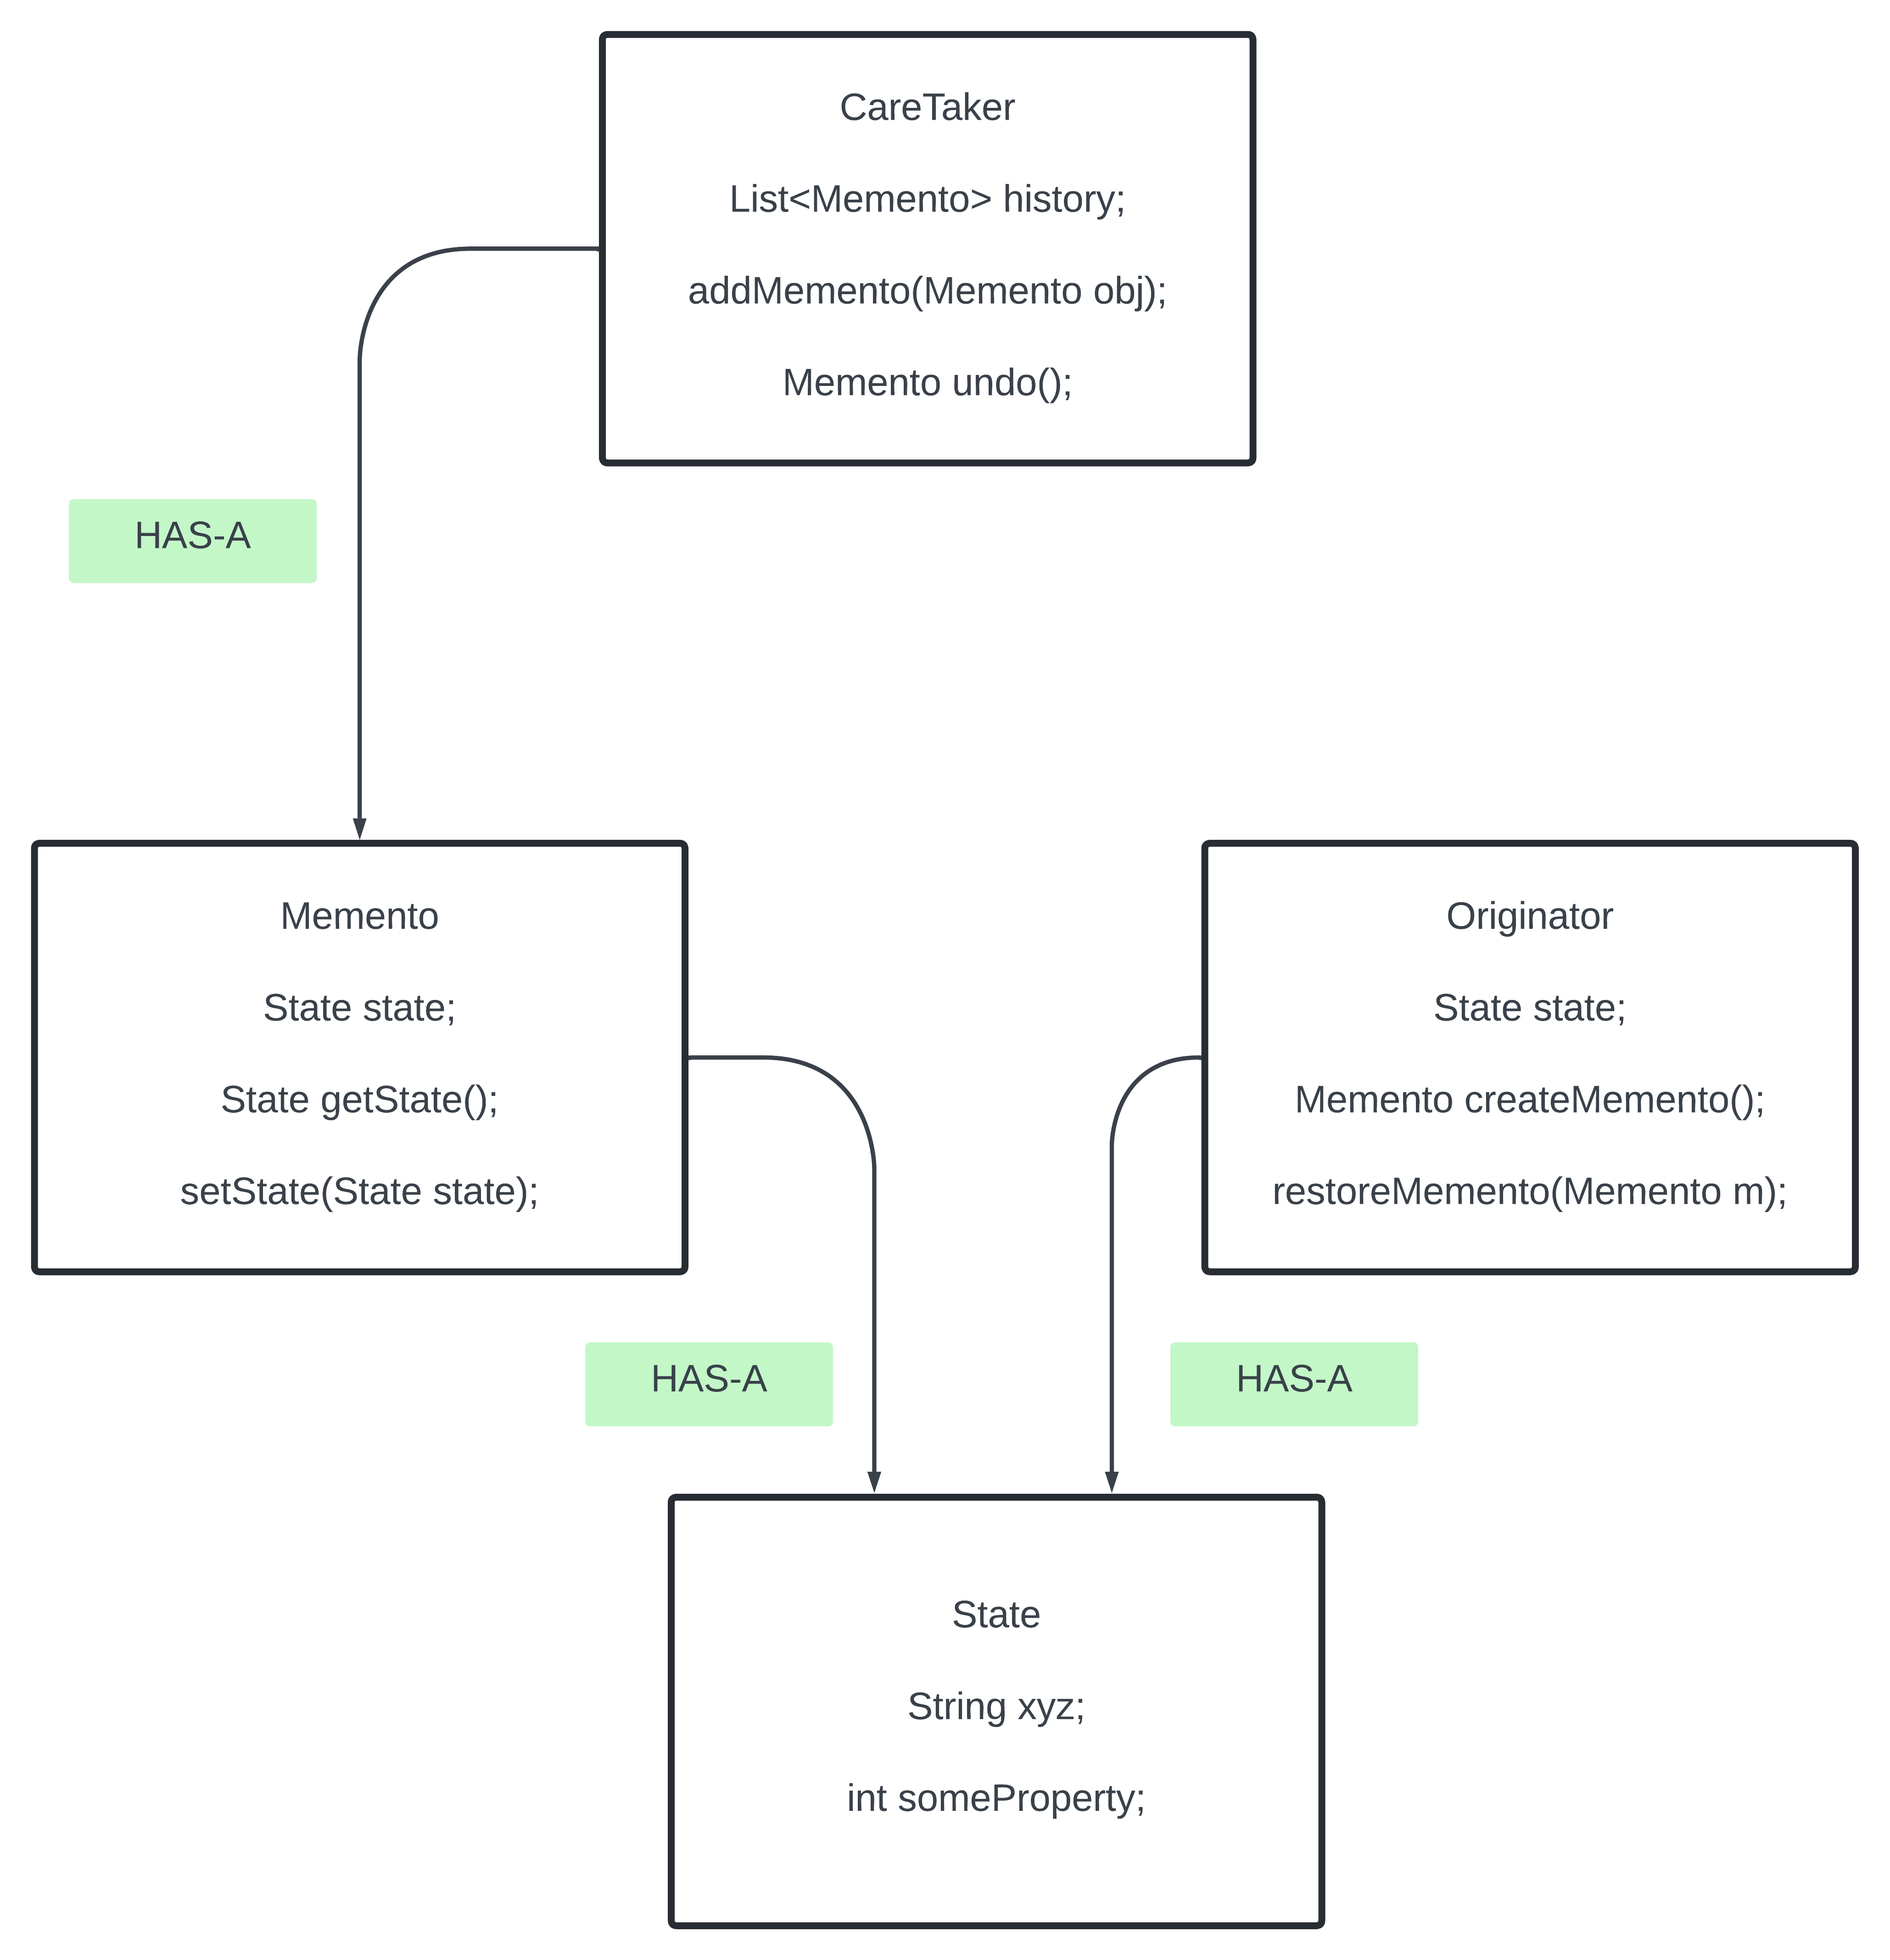 CareTaker
List<Memento> history;
addMemento(Memento obj);
Memento undo();
HAS-A
Memento
State state;
State getState();
setState(State state);
Originator
State state;
Memento createMemento();
restoreMemento(Memento m);
HAS-A
HAS-A
State
String xyz;
int someProperty;